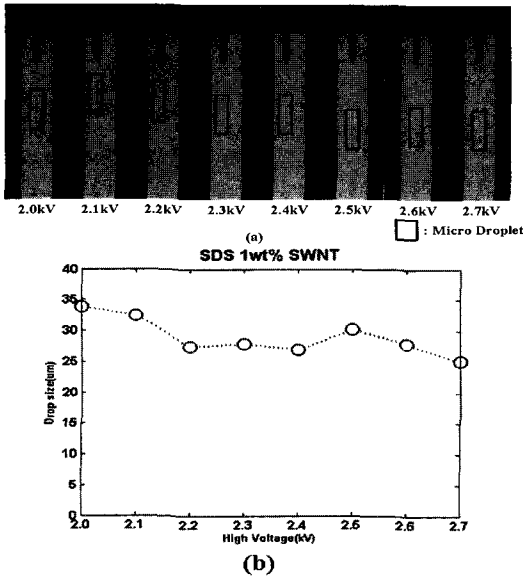 2.0kV 2.1kV 2.2kV 2.3kV 2.4kV 2.5kV 2.6kV 2.7kV
(a)
: Micro Droplet
SDS 1wt% SWNT
40
35
30
25
20
15
10
5
0
Drop size(um)
2.0 2.1 2.2 2.3 2.4 2.5 2.6 2.7
High Voltage(kV)
(b)